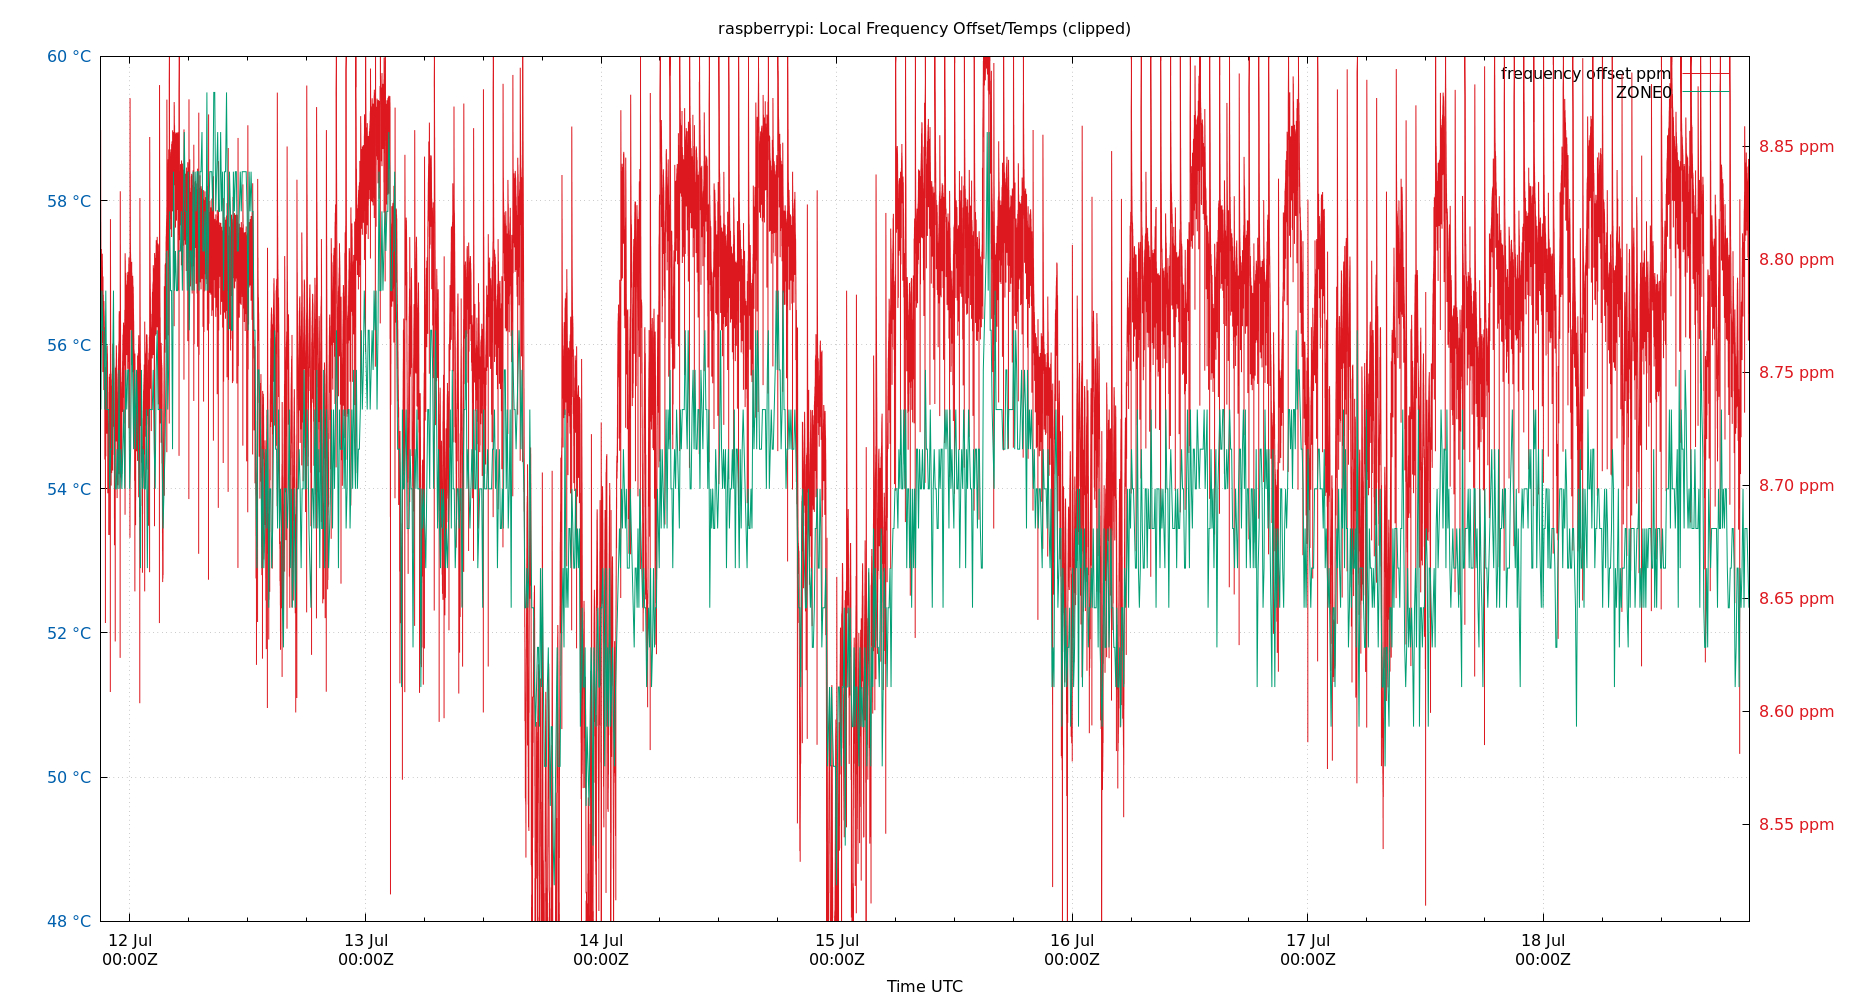 raspberrypi: Local Frequency Offset/Temps (clipped)
frequency offset ppm
ZONE0
60 °C
58 °C
56 °C
54 °C
52 °C
50 °C
48 °C
8.85 ppm
8.80 ppm
8.75 ppm
8.70 ppm
8.65 ppm
8.60 ppm
8.55 ppm
12 Jul 13 Jul 14 Jul 15 Jul 16 Jul 17 Jul 18 Jul
00:00Z 00:00Z 00:00Z 00:00Z 00:00Z 00:00Z 00:00Z
Time UTC